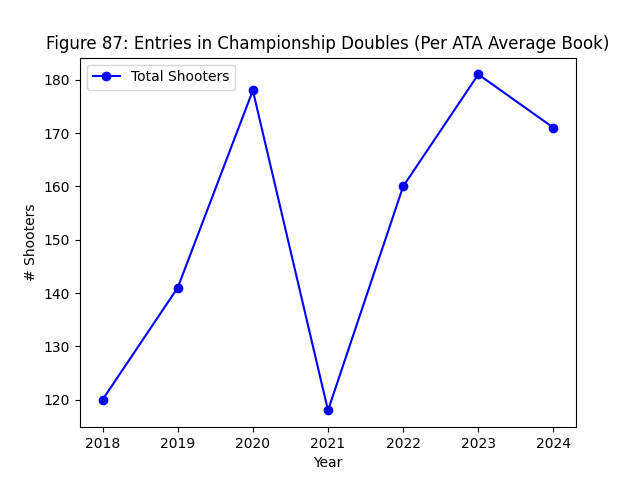 Figure 87: Entries in Championship Doubles (Per ATA Average Book)
Total Shooters
# Shooters
180
170
160
150
140
130
120
2018 2019 2020 2021 2022 2023 2024
Year